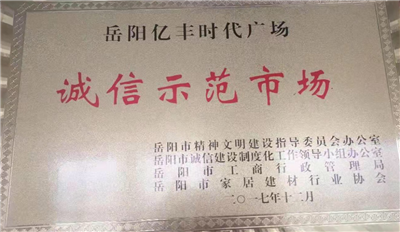 岳阳亿丰时代广场
诚信示范市场
岳阳市精神文明建设指导委员会办公室
岳阳市诚信建设制度化工作领导小组办公室
岳阳市工商行政管理局
岳阳市家居建材行业协会
二〇一七年十二月